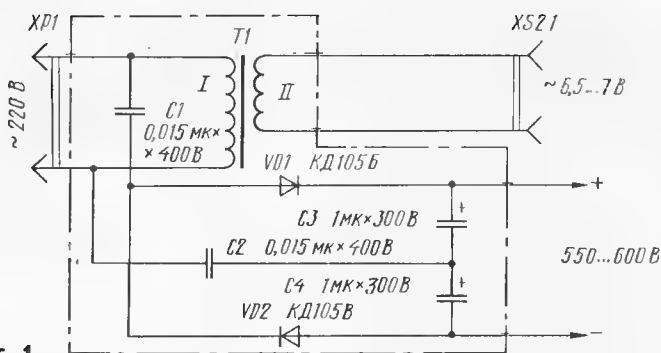 XP1
T1
XS21
~220 В
I
II
C1
0,015 мк×
×400В
~6,5...7В
VD1 КД105Б
+
+
C3 1мк×300В
C2 0,015 мк×400В
550...600В
+
C4 1мк×300В
VD2 КД105В
−